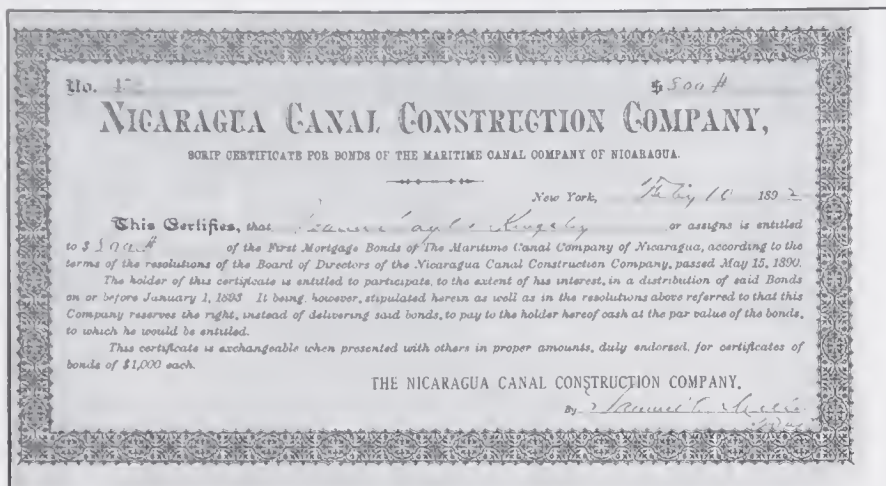 No.
$ 500 #
NICARAGUA CANAL CONSTRUCTION COMPANY,
SCRIP CERTIFICATE FOR BONDS OF THE MARITIME CANAL COMPANY OF NICARAGUA.
New York, 1892
This Certifies, that or assigns is entitled
to $ 500 # of the First Mortgage Bonds of The Maritime Canal Company of Nicaragua, according to the
terms of the resolutions of the Board of Directors of the Nicaragua Canal Construction Company, passed May 15, 1890.
The holder of this certificate is entitled to participate, to the extent of his interest, in a distribution of said Bonds
on or before January 1, 1893 It being, however, stipulated herein as well as in the resolutions above referred to that this
Company reserves the right, instead of delivering said bonds, to pay to the holder hereof cash at the par value of the bonds,
to which he would be entitled.
This certificate is exchangeable when presented with others in proper amounts, duly endorsed, for certificates of
bonds of $1,000 each.
THE NICARAGUA CANAL CONSTRUCTION COMPANY.
By